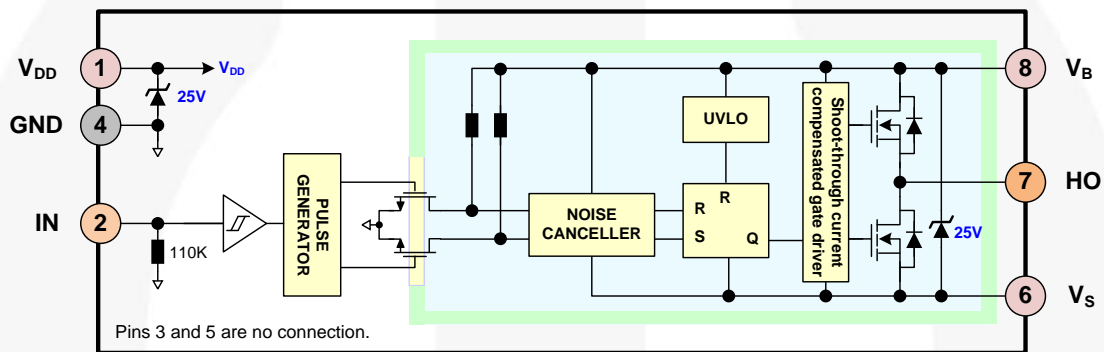 VDD
1
VDD
25V
GND
4
IN
2
110K
PULSE
GENERATOR
NOISE
CANCELLER
UVLO
R
R
S
Q
Shoot-through current
compensated gate driver
25V
8
VB
7
HO
6
VS
Pins 3 and 5 are no connection.